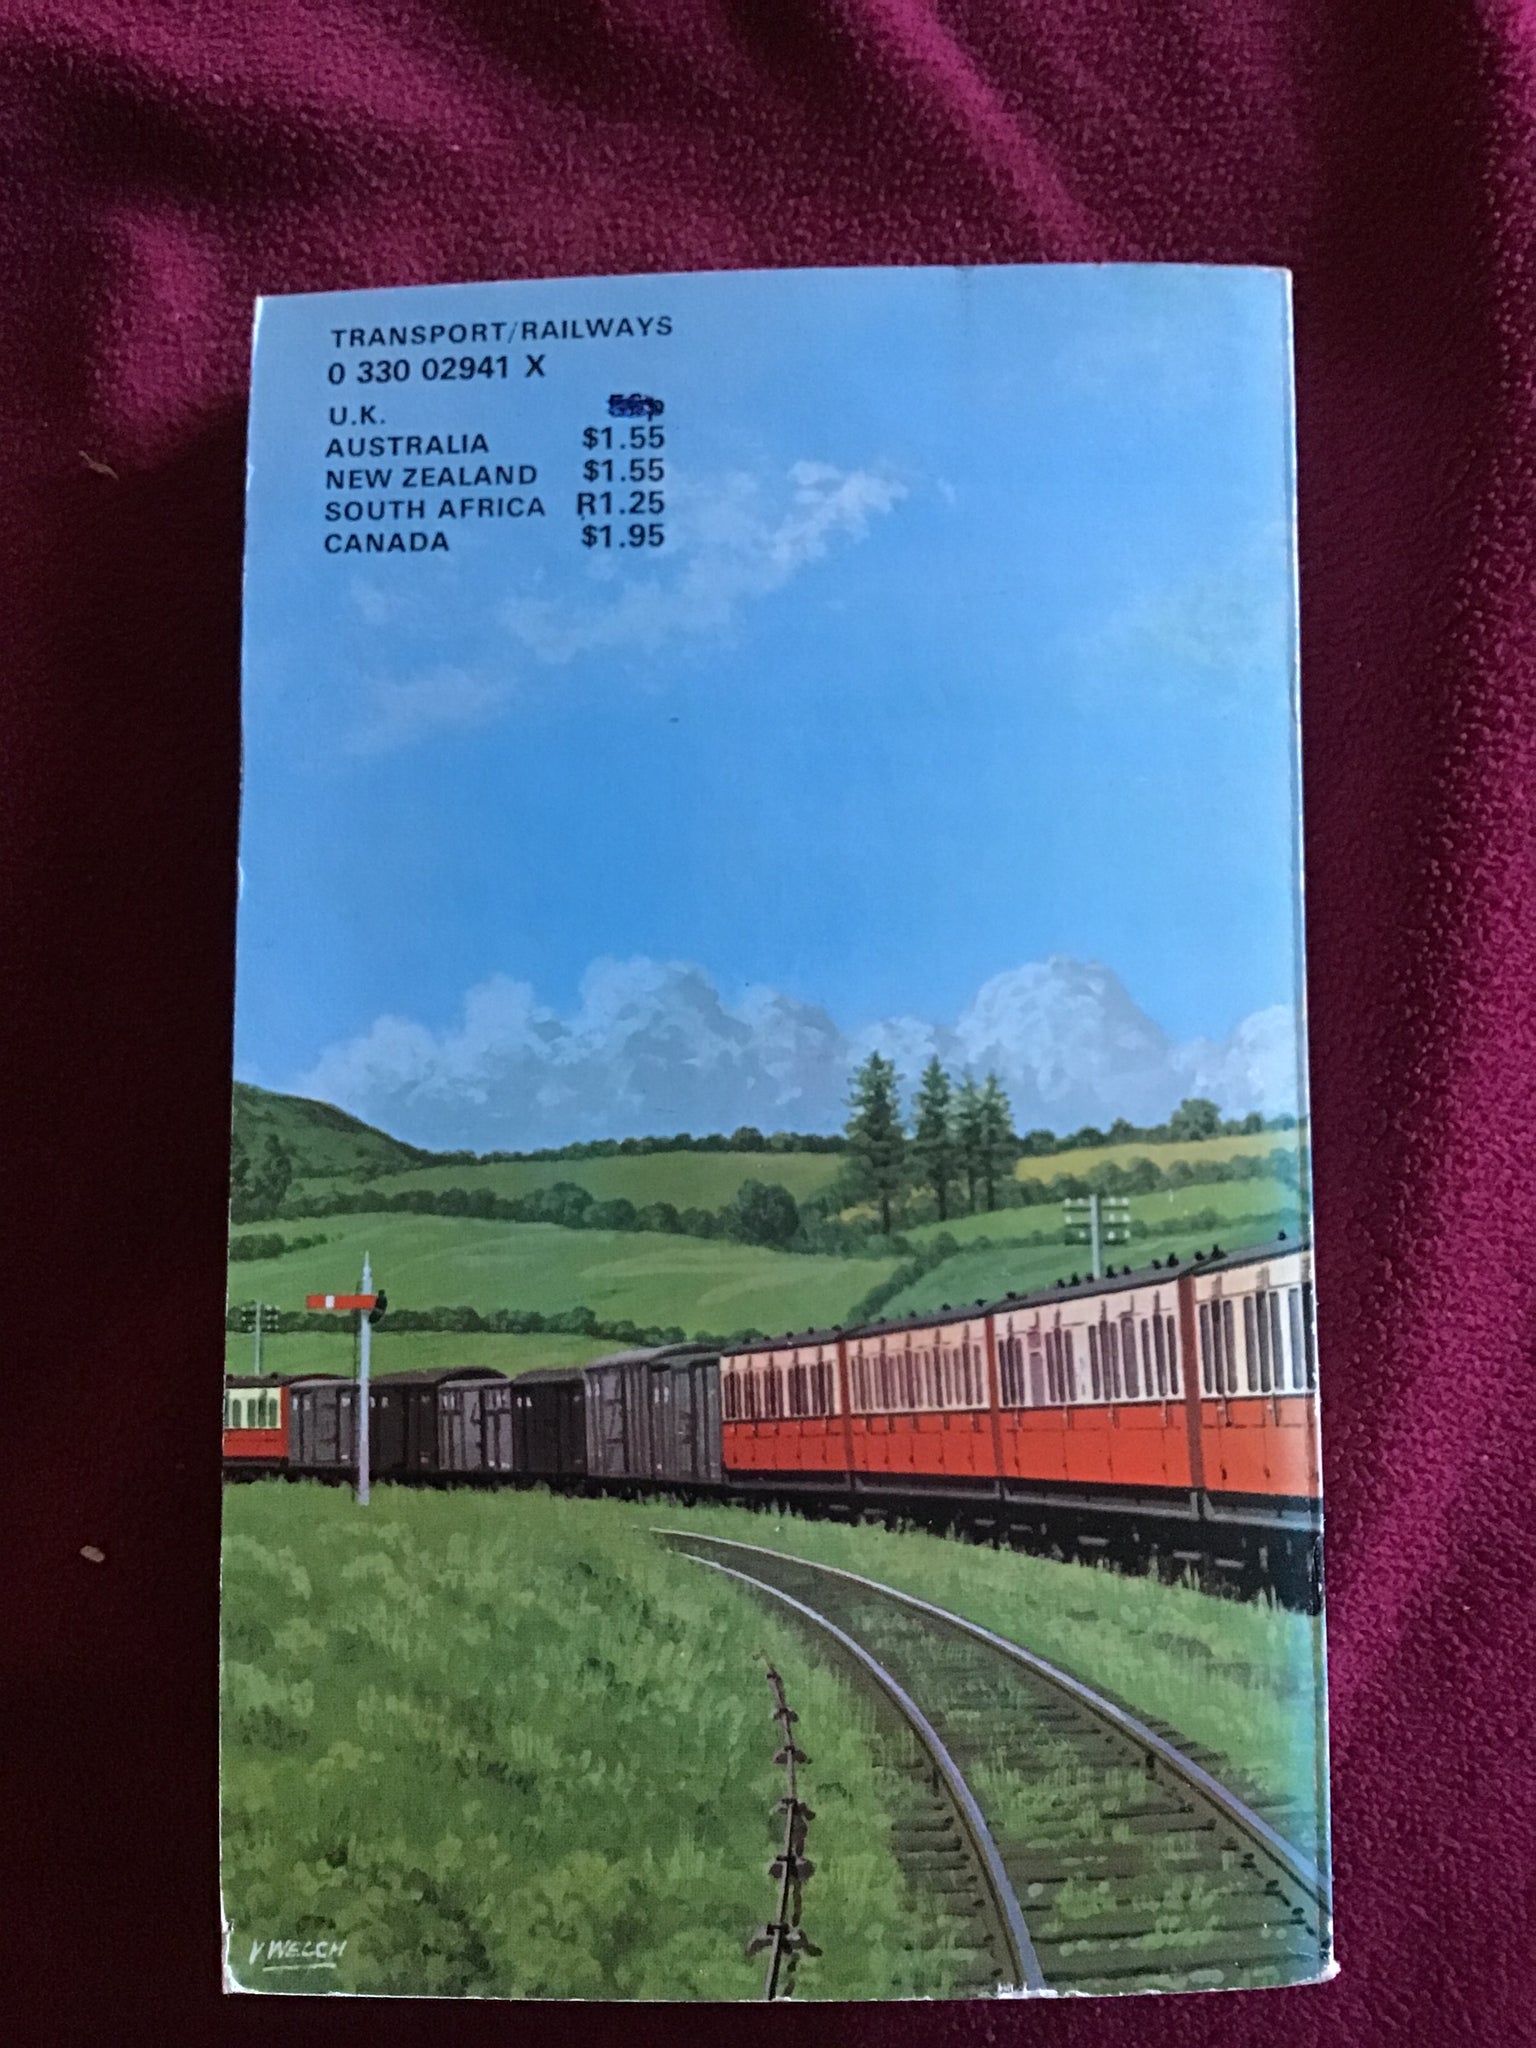 TRANSPORT/RAILWAYS
0 330 02941 X
U.K.
AUSTRALIA $1.55
NEW ZEALAND $1.55
SOUTH AFRICA R1.25
CANADA $1.95
V WELCH